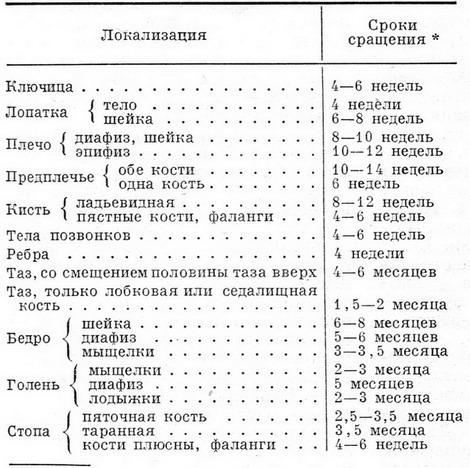 Локализация
Сроки
сращения *
Ключица . . . . . . . . . . . . . . . . 4—6 недель
Лопатка { тело . . . . . . . . . . . . 4 недели
шейка . . . . . . . . . . . 6—8 недель
Плечо { диафиз, шейка . . . . . . . . 8—10 недель
эпифиз . . . . . . . . . . . . 10—12 недель
Предплечье { обе кости . . . . . . . . 10—14 недель
одна кость . . . . . . . . 6 недель
Кисть { ладьевидная . . . . . . . . . 8—12 недель
пястные кости, фаланги . . . 4—6 недель
Тела позвонков . . . . . . . . . . . . 4—6 недель
Ребра . . . . . . . . . . . . . . . . . 4 недели
Таз, со смещением половины таза вверх 4—6 месяцев
Таз, только лобковая или седалищная
кость . . . . . . . . . . . . . . . . 1,5—2 месяца
Бедро { шейка . . . . . . . . . . . . 6—8 месяцев
диафиз . . . . . . . . . . . . 5—6 месяцев
мыщелки . . . . . . . . . . . 3—3,5 месяца
Голень { мыщелки . . . . . . . . . . . 2—3 месяца
диафиз . . . . . . . . . . . . 5 месяцев
лодыжки . . . . . . . . . . . 2—3 месяца
Стопа { пяточная кость . . . . . . . 2,5—3,5 месяца
таранная . . . . . . . . . . . 3,5 месяца
кости плюсны, фаланги . . . 4—6 недель